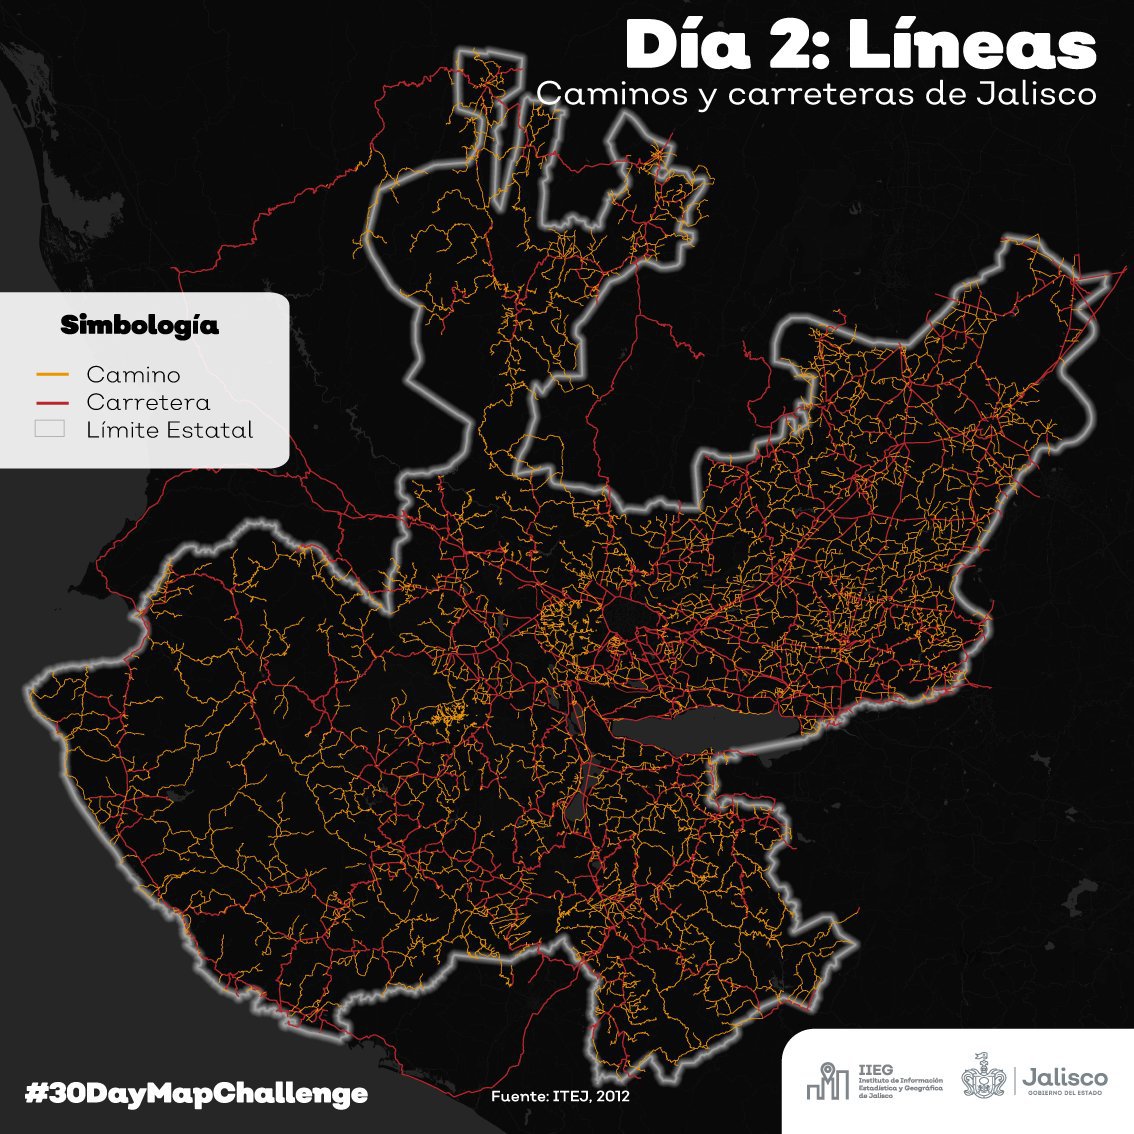 Día 2: Líneas
Caminos y carreteras de Jalisco
Simbología
Camino
Carretera
Límite Estatal
#30DayMapChallenge
Fuente: ITEJ, 2012
IIEG
Instituto de Información
Estadística y Geográfica
de Jalisco
Jalisco
GOBIERNO DEL ESTADO